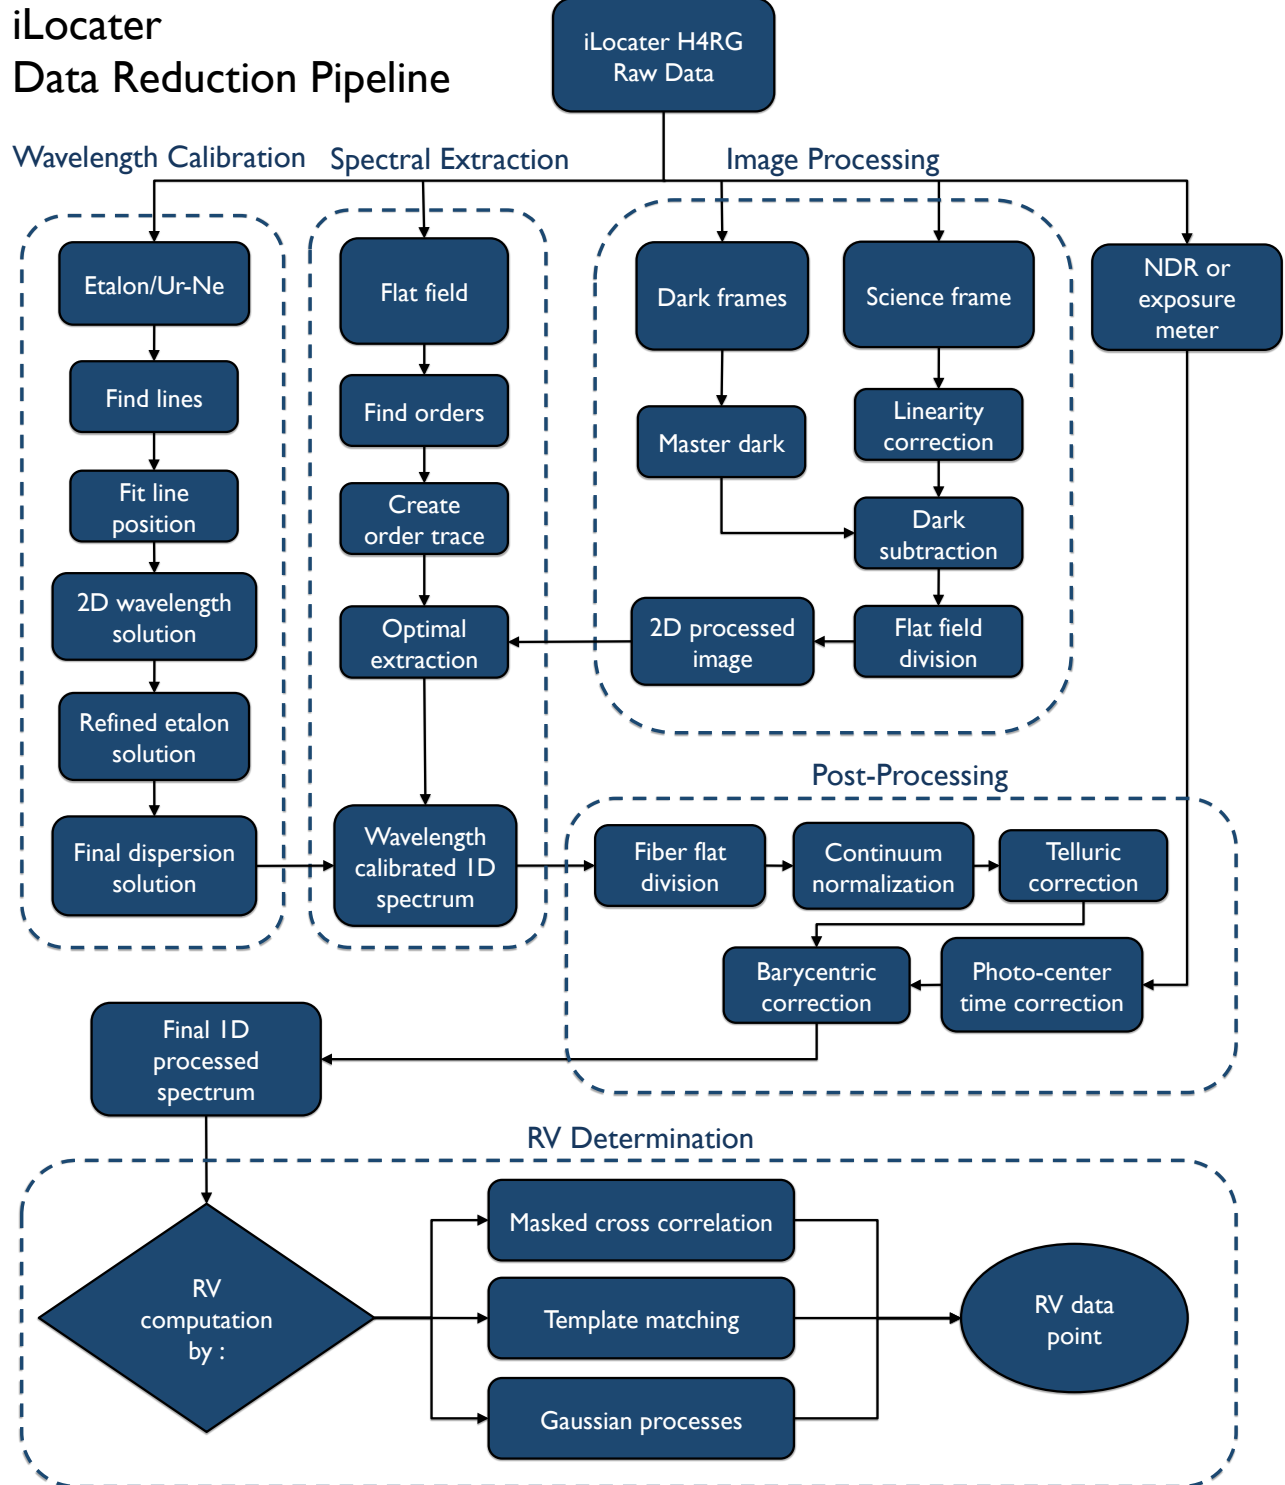 iLocater
Data Reduction Pipeline
iLocater H4RG
Raw Data
Wavelength Calibration
Spectral Extraction
Image Processing
Etalon/Ur-Ne
Find lines
Fit line
position
2D wavelength
solution
Refined etalon
solution
Final dispersion
solution
Flat field
Find orders
Create
order trace
Optimal
extraction
Wavelength
calibrated 1D
spectrum
Dark frames
Master dark
2D processed
image
Science frame
Linearity
correction
Dark
subtraction
Flat field
division
NDR or
exposure
meter
Post-Processing
Fiber flat
division
Continuum
normalization
Telluric
correction
Barycentric
correction
Photo-center
time correction
Final 1D
processed
spectrum
RV Determination
RV
computation
by :
Masked cross correlation
Template matching
Gaussian processes
RV data
point